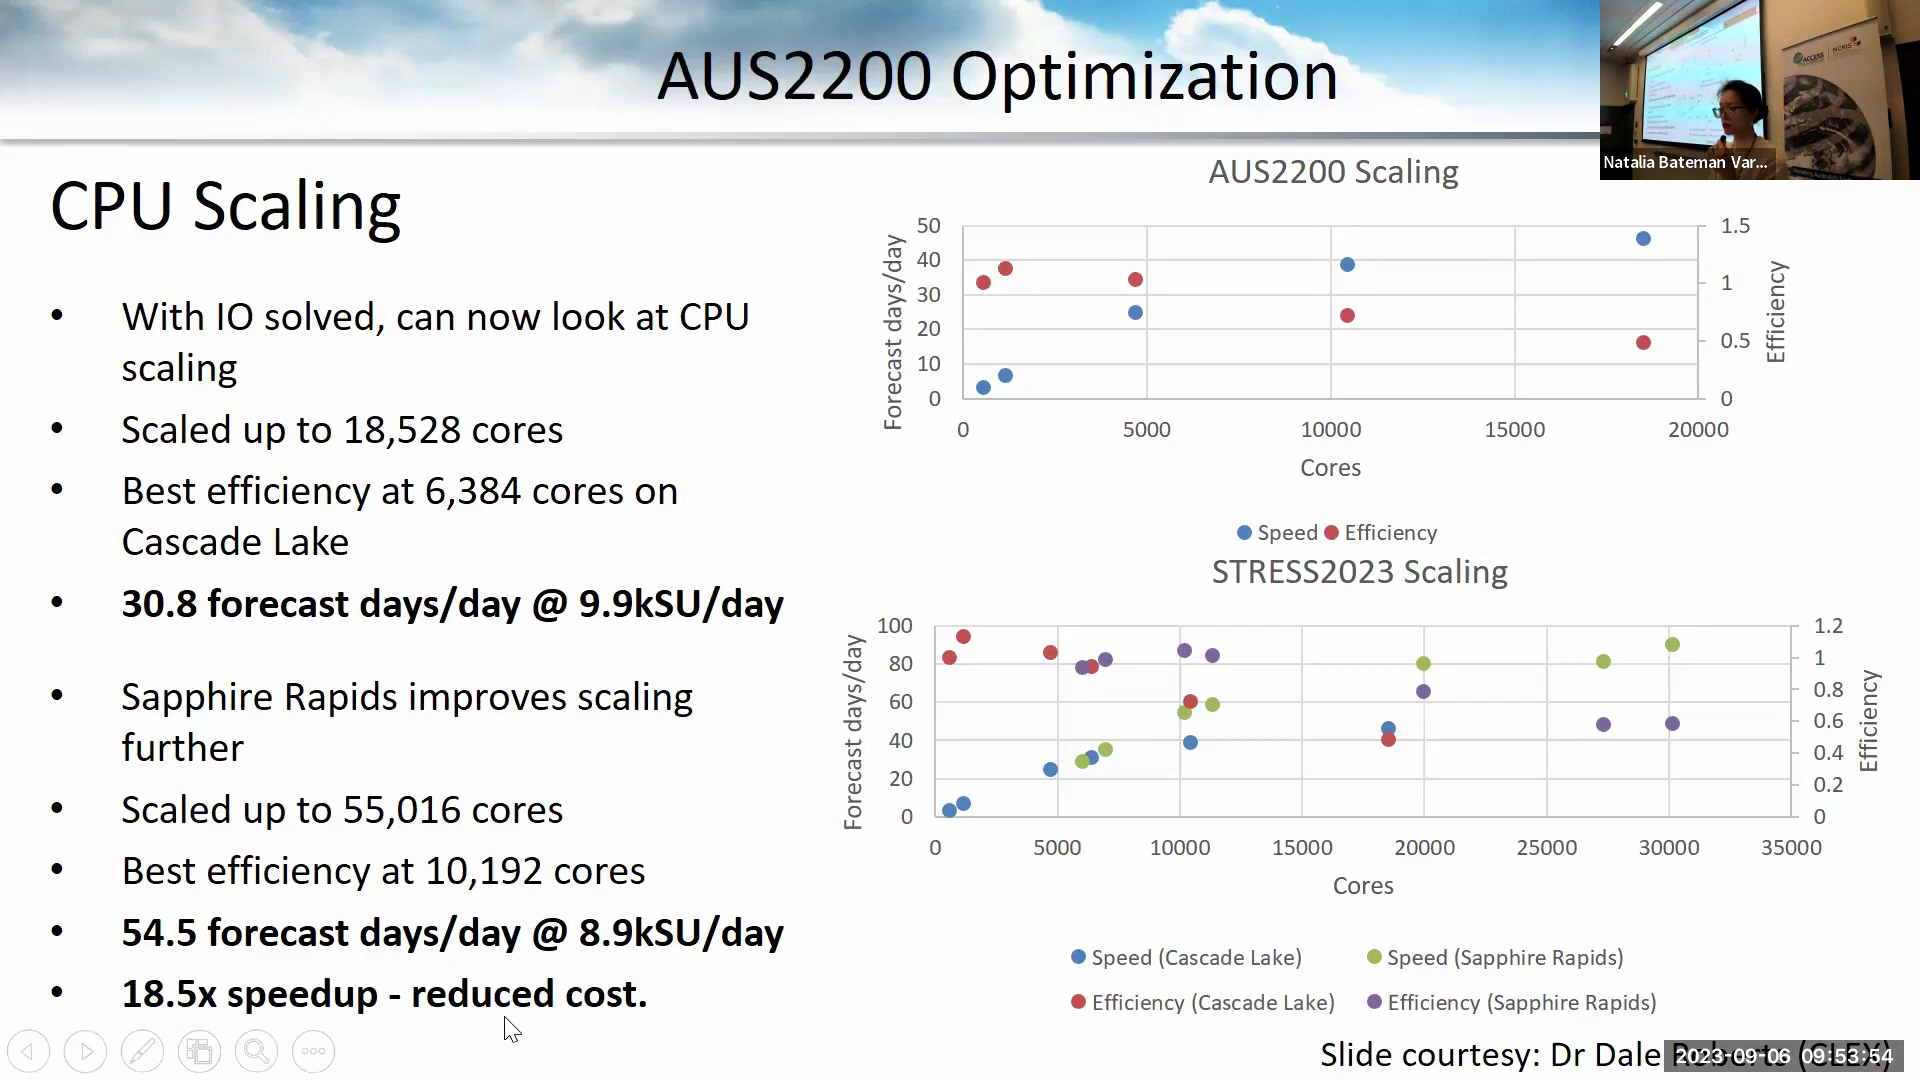 AUS2200 Optimization
ACCESS
NCRIS
Natalia Bateman Var...
CPU Scaling
• With IO solved, can now look at CPU
scaling
• Scaled up to 18,528 cores
• Best efficiency at 6,384 cores on
Cascade Lake
• 30.8 forecast days/day @ 9.9kSU/day
• Sapphire Rapids improves scaling
further
• Scaled up to 55,016 cores
• Best efficiency at 10,192 cores
• 54.5 forecast days/day @ 8.9kSU/day
• 18.5x speedup - reduced cost.
AUS2200 Scaling
Forecast days/day
50
40
30
20
10
0
1.5
1
0.5
0
Efficiency
0 5000 10000 15000 20000
Cores
Speed Efficiency
STRESS2023 Scaling
Forecast days/day
100
80
60
40
20
0
1.2
1
0.8
0.6
0.4
0.2
0
Efficiency
0 5000 10000 15000 20000 25000 30000 35000
Cores
Speed (Cascade Lake) Speed (Sapphire Rapids)
Efficiency (Cascade Lake) Efficiency (Sapphire Rapids)
Slide courtesy: Dr Dale Roberts (CLEX)
2023-09-06 09:53:54